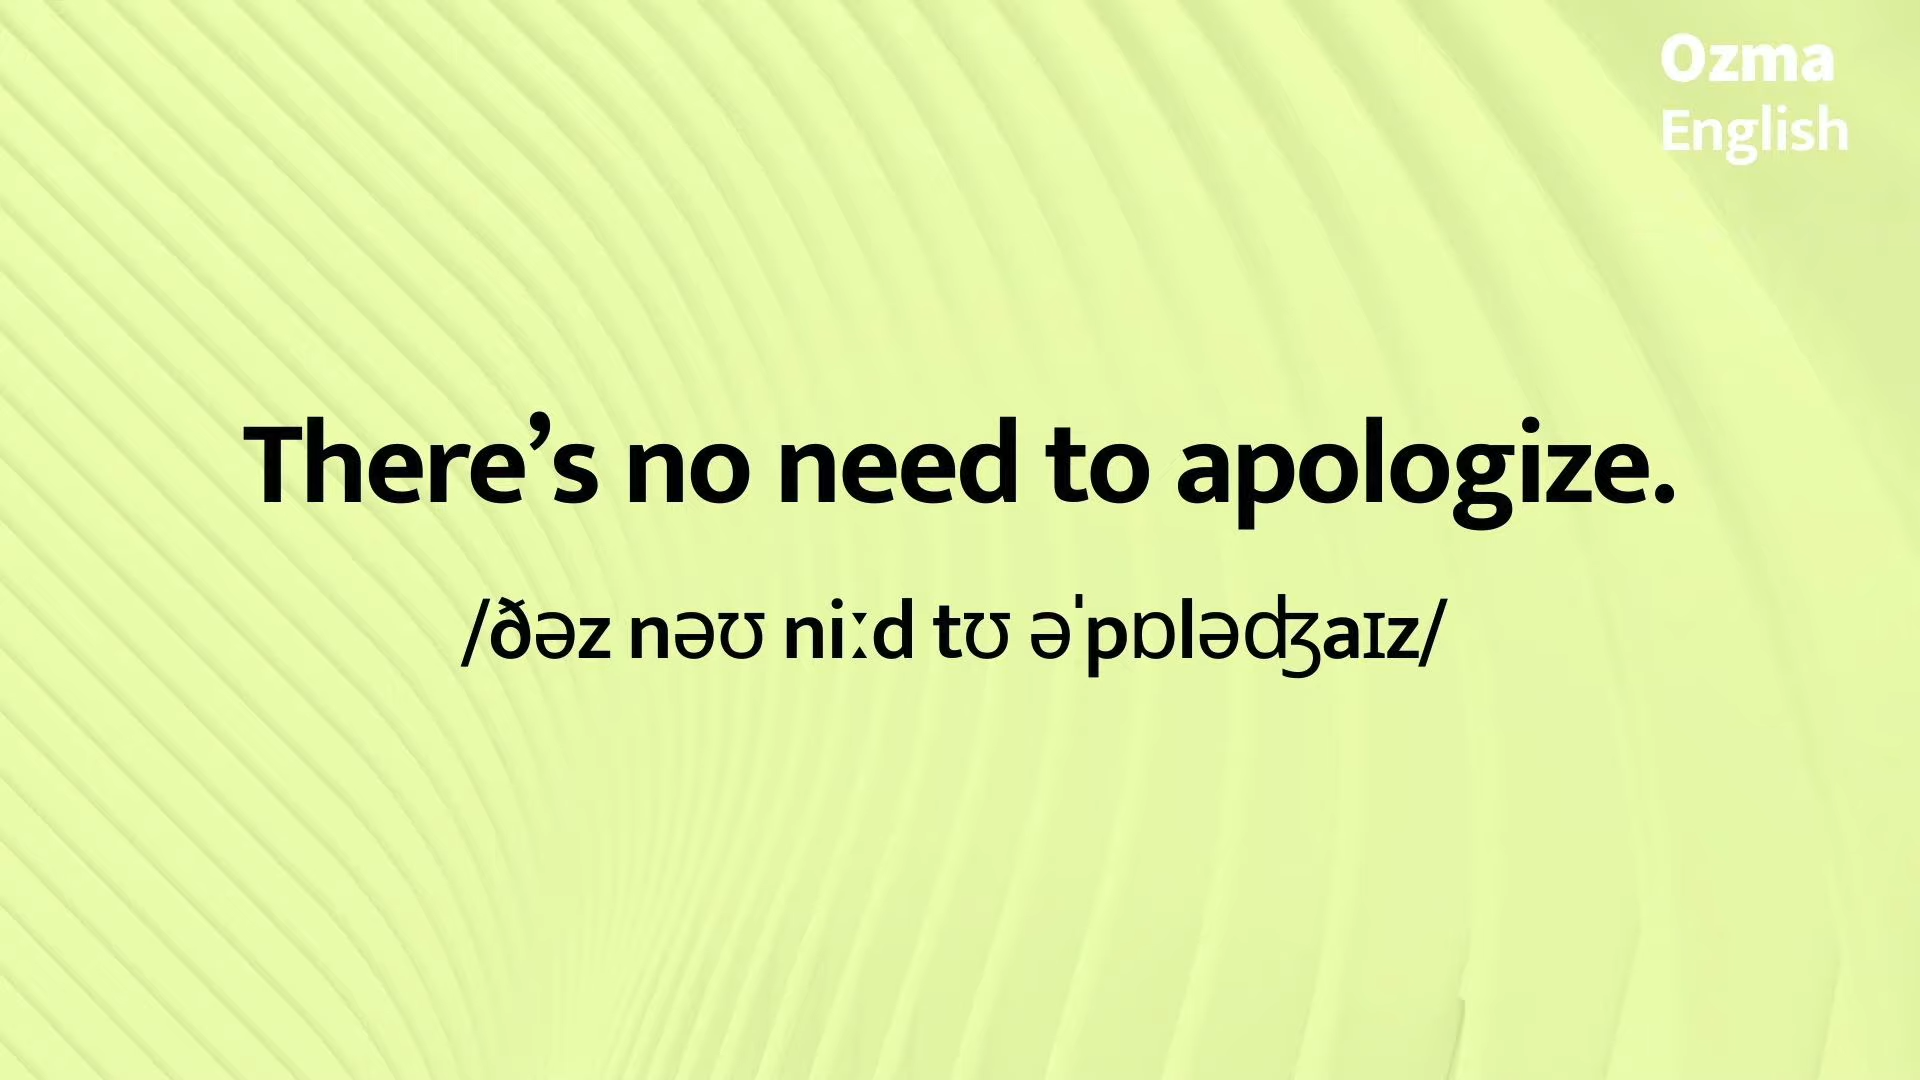 Ozma
English
There’s no need to apologize.
/ðəz nəʊ niːd tʊ əˈpɒləʤaɪz/